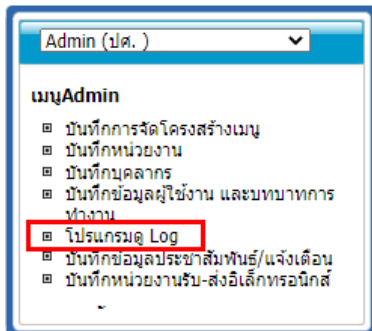 Admin (ปศ. )
เมนูAdmin
บันทึกการจัดโครงสร้างเมนู
บันทึกหน่วยงาน
บันทึกบุคลากร
บันทึกข้อมูลผู้ใช้งาน และบทบาทการ
ทำงาน
โปรแกรมดู Log
บันทึกข้อมูลประชาสัมพันธ์/แจ้งเตือน
บันทึกหน่วยงานรับ-ส่งอิเล็กทรอนิกส์